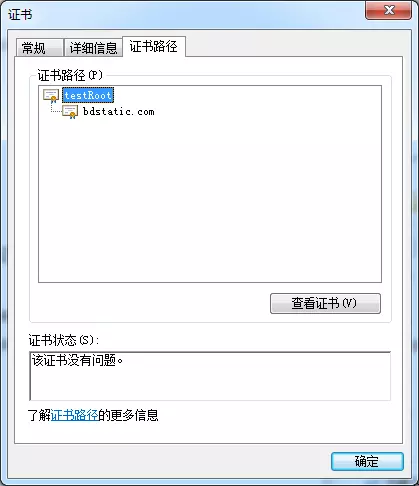 证书
常规
详细信息
证书路径
证书路径(P)
testRoot
bdstatic.com
查看证书(V)
证书状态(S):
该证书没有问题。
了解证书路径的更多信息
确定